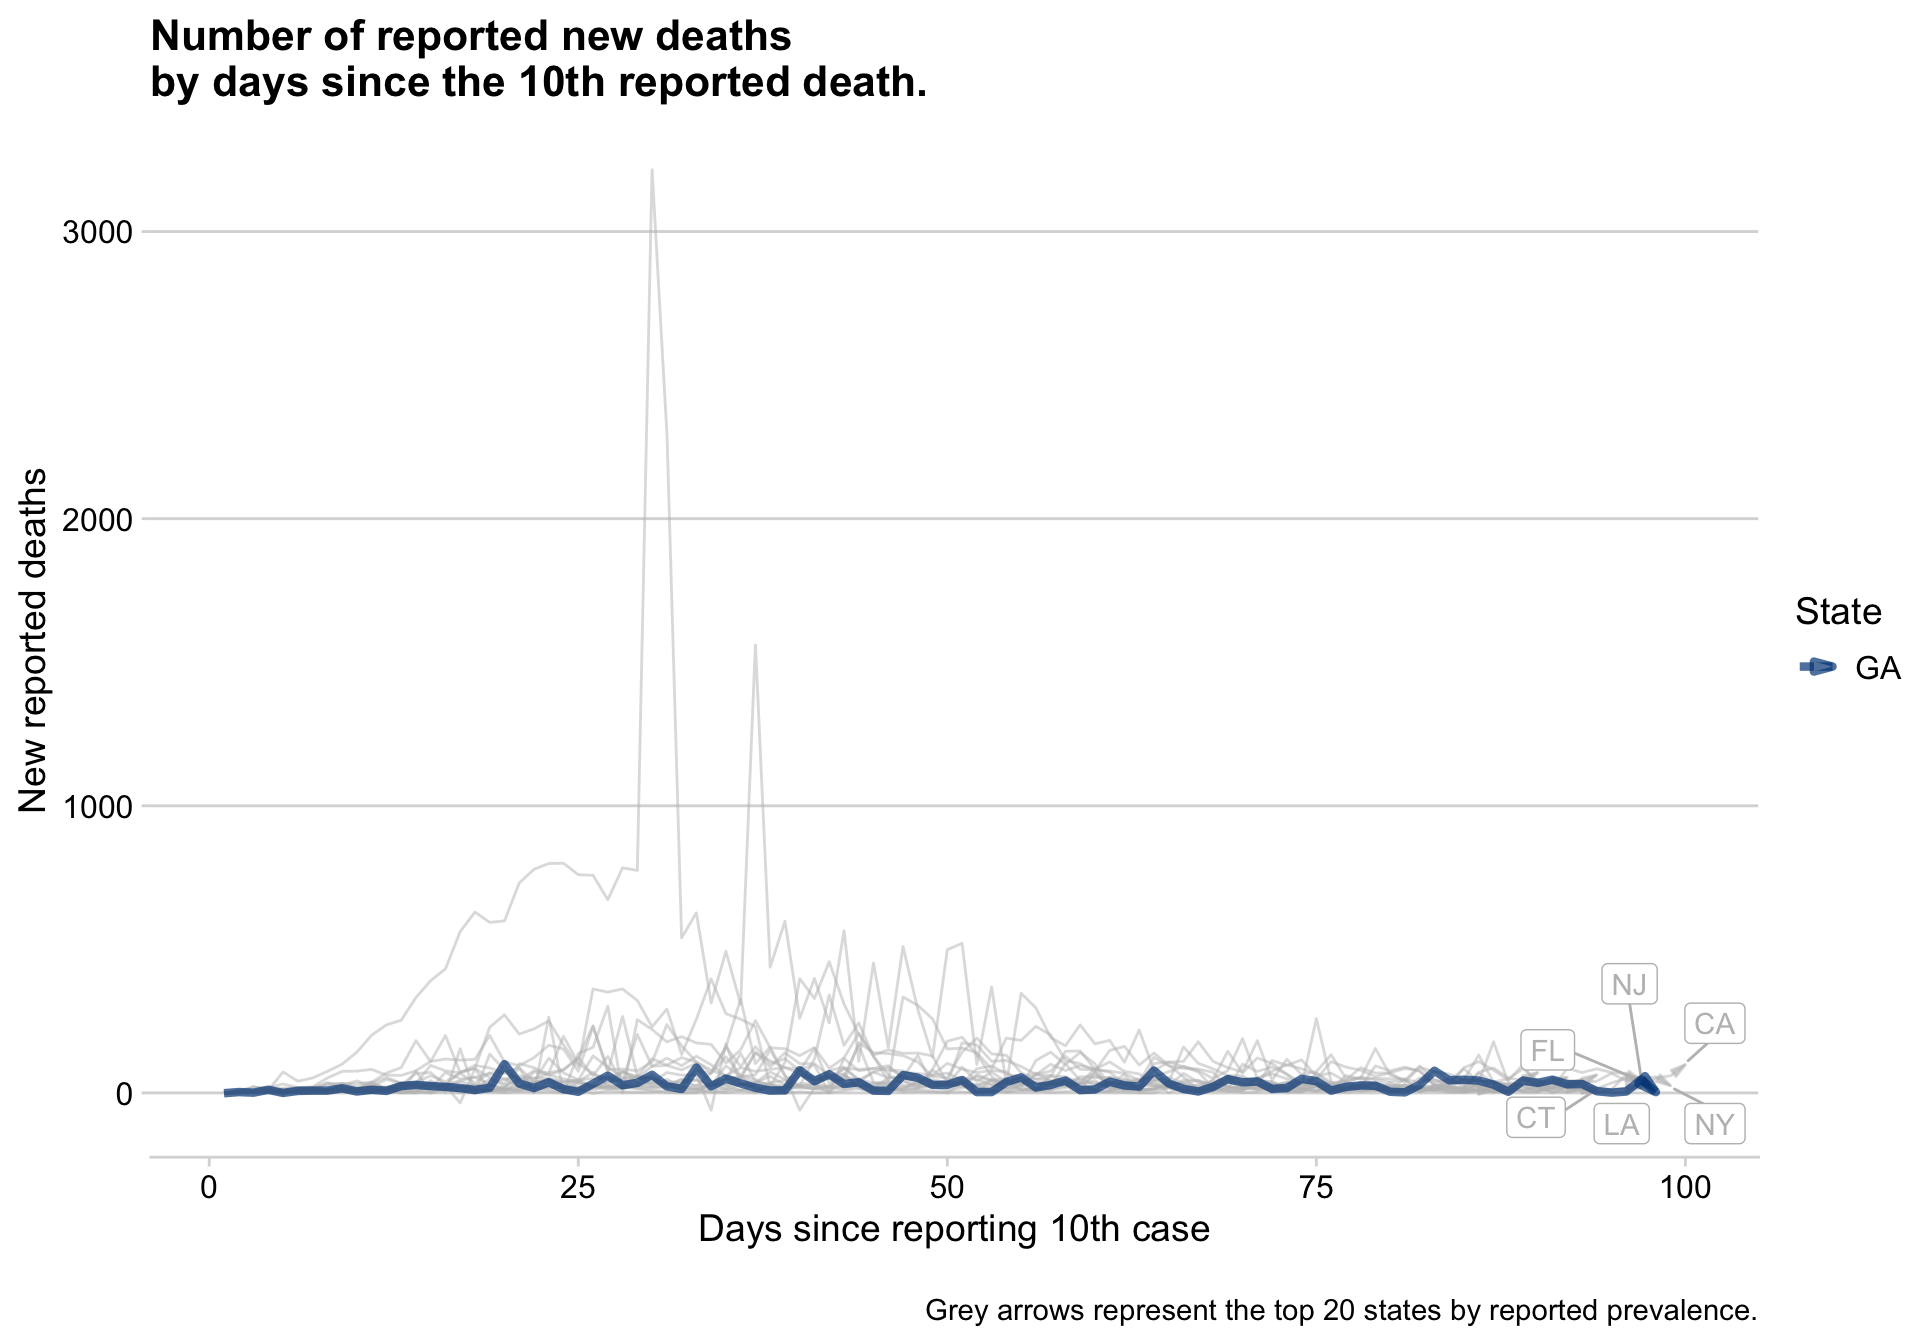 Number of reported new deaths
by days since the 10th reported death.
New reported deaths
3000
2000
1000
0
0
25
50
75
100
Days since reporting 10th case
NJ
CA
FL
CT
LA
NY
State
GA
Grey arrows represent the top 20 states by reported prevalence.